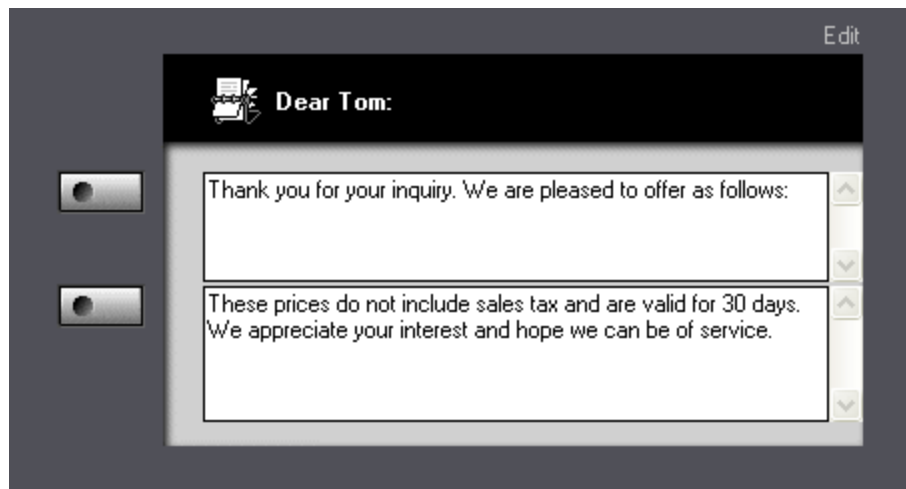 Edit
Dear Tom:
Thank you for your inquiry. We are pleased to offer as follows:
These prices do not include sales tax and are valid for 30 days.
We appreciate your interest and hope we can be of service.